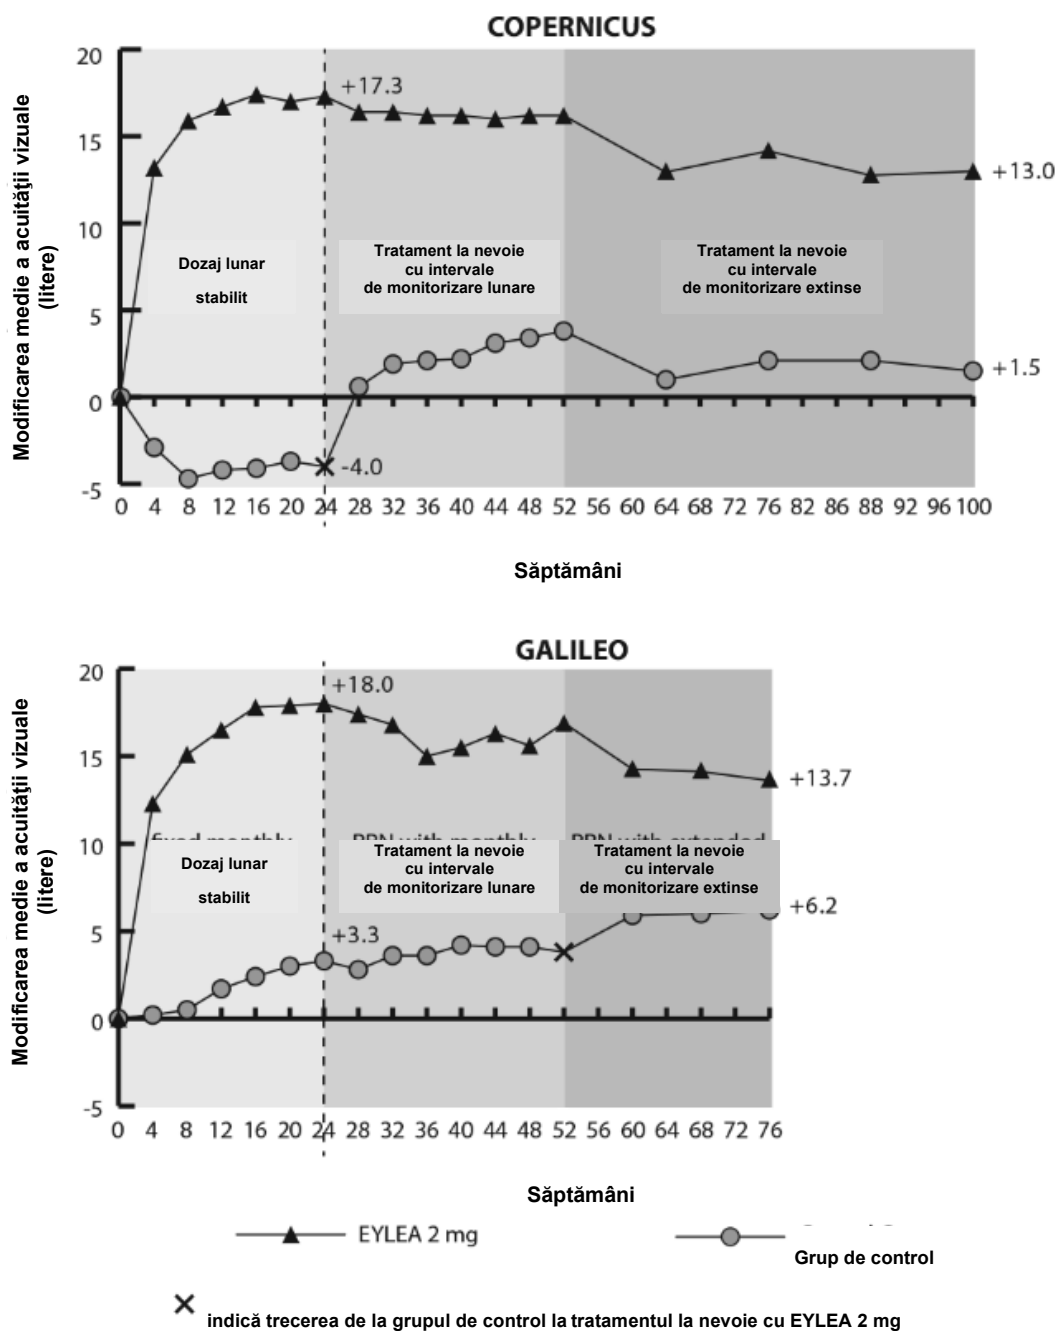 COPERNICUS
Modificarea medie a acuităţii vizuale
(litere)
20
15
10
5
0
-5
+17.3
+13.0
+1.5
-4.0
Dozaj lunar
stabilit
Tratament la nevoie
cu intervale
de monitorizare lunare
Tratament la nevoie
cu intervale
de monitorizare extinse
0 4 8 12 16 20 24 28 32 36 40 44 48 52 56 60 64 68 72 76 82 86 88 92 96 100
Săptămâni
GALILEO
Modificarea medie a acuităţii vizuale
(litere)
20
15
10
5
0
-5
+18.0
+13.7
+3.3
+6.2
Dozaj lunar
stabilit
Tratament la nevoie
cu intervale
de monitorizare lunare
Tratament la nevoie
cu intervale
de monitorizare extinse
0 4 8 12 16 20 24 28 32 36 40 44 48 52 56 60 64 68 72 76
Săptămâni
EYLEA 2 mg
Grup de control
indică trecerea de la grupul de control la tratamentul la nevoie cu EYLEA 2 mg